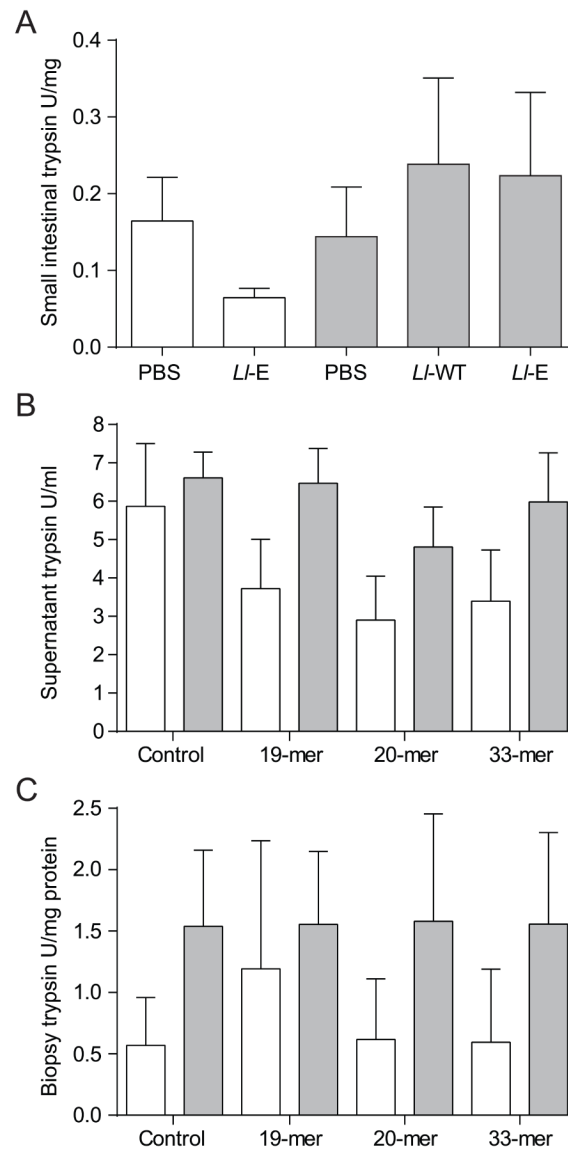 A
Small intestinal trypsin U/mg
0.4
0.3
0.2
0.1
0.0
PBS Ll-E PBS Ll-WT Ll-E
B
Supernatant trypsin U/ml
8
7
6
5
4
3
2
1
0
Control 19-mer 20-mer 33-mer
C
Biopsy trypsin U/mg protein
2.5
2.0
1.5
1.0
0.5
0.0
Control 19-mer 20-mer 33-mer